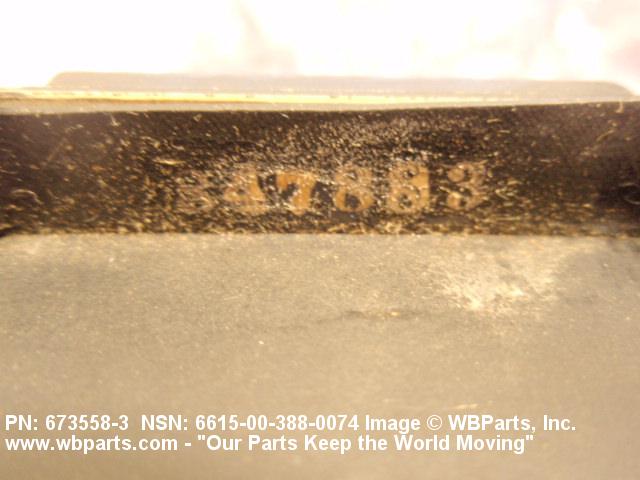 PN: 673558-3 NSN: 6615-00-388-0074 Image © WBParts, Inc.
www.wbparts.com - "Our Parts Keep the World Moving"